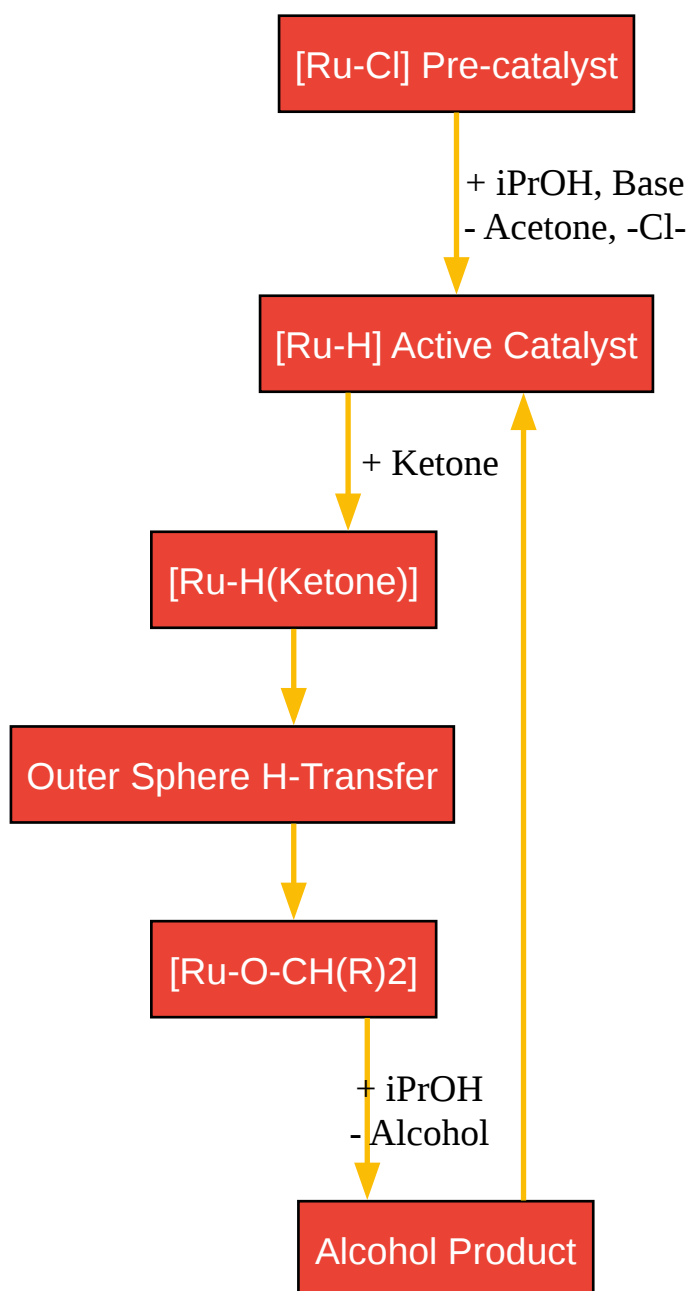 [Ru-Cl] Pre-catalyst
+ iPrOH, Base
- Acetone, -Cl-
[Ru-H] Active Catalyst
+ Ketone
[Ru-H(Ketone)]
Outer Sphere H-Transfer
[Ru-O-CH(R)2]
+ iPrOH
- Alcohol
Alcohol Product